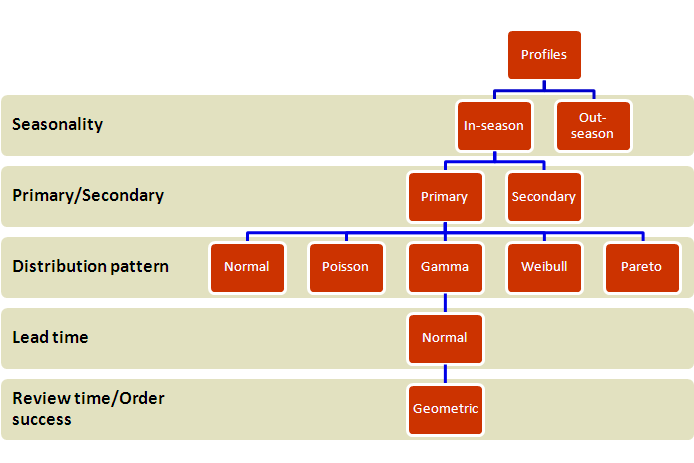 Profiles
Seasonality
In-season
Out-
season
Primary/Secondary
Primary
Secondary
Distribution pattern
Normal
Poisson
Gamma
Weibull
Pareto
Lead time
Normal
Review time/Order
success
Geometric